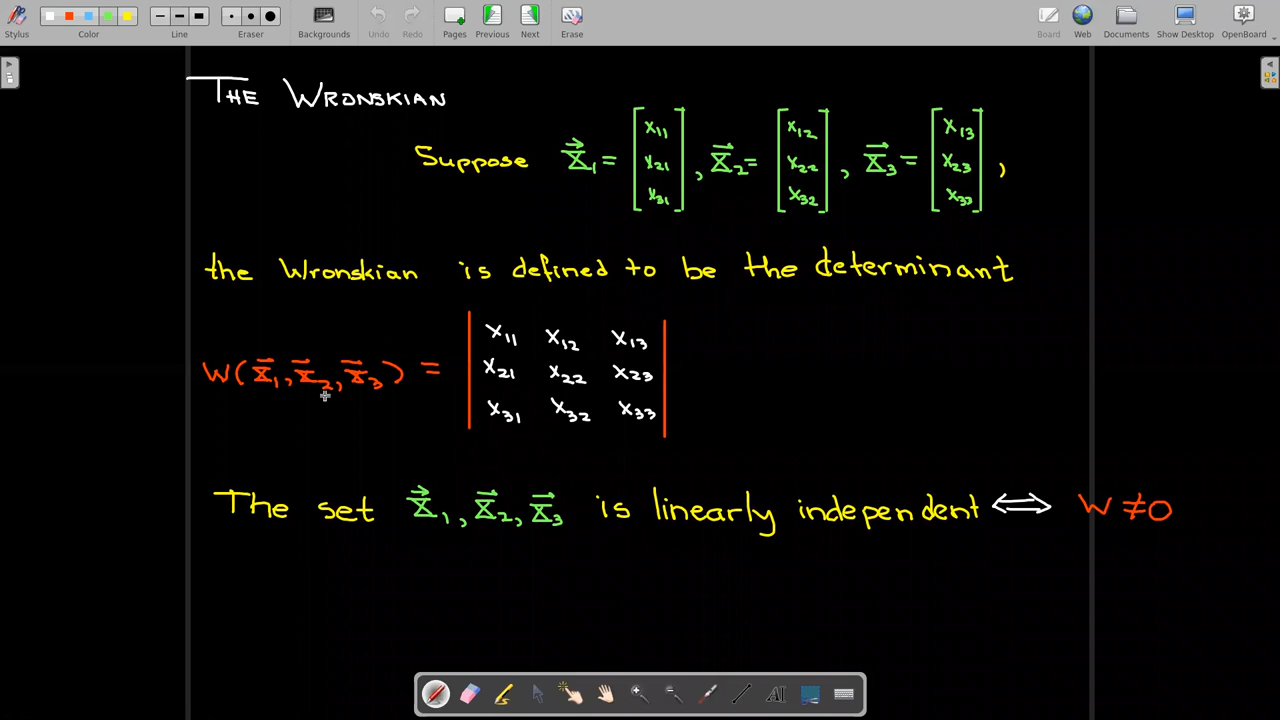 Stylus Color Line Eraser Backgrounds Undo Redo Pages Previous Next Erase Board Web Documents Show Desktop OpenBoard
THE WRONSKIAN
Suppose X⃗₁ = [x₁₁ x₂₁ x₃₁], X⃗₂ = [x₁₂ x₂₂ x₃₂], X⃗₃ = [x₁₃ x₂₃ x₃₃],
the Wronskian is defined to be the determinant
W(X⃗₁, X⃗₂, X⃗₃) =
x₁₁ x₁₂ x₁₃
x₂₁ x₂₂ x₂₃
x₃₁ x₃₂ x₃₃
The set X⃗₁, X⃗₂, X⃗₃ is linearly independent ⟺ W ≠ 0
AI